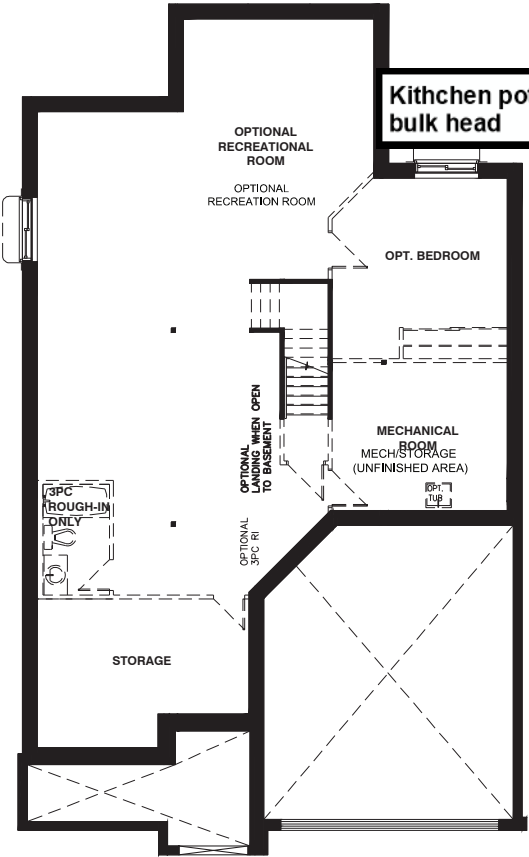 Kithchen po
bulk head
OPTIONAL
RECREATIONAL
ROOM
OPTIONAL
RECREATION ROOM
OPT. BEDROOM
OPTIONAL
LANDING WHEN OPEN
TO BASEMENT
MECHANICAL
ROOM
MECH/STORAGE
(UNFINISHED AREA)
OPT.
TUB
3PC
ROUGH-IN
ONLY
OPTIONAL
3PC RI
STORAGE